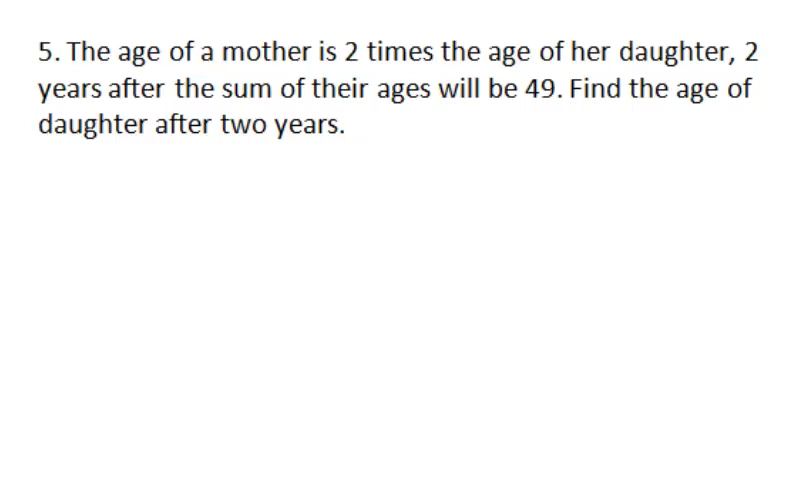 5. The age of a mother is 2 times the age of her daughter, 2
years after the sum of their ages will be 49. Find the age of
daughter after two years.